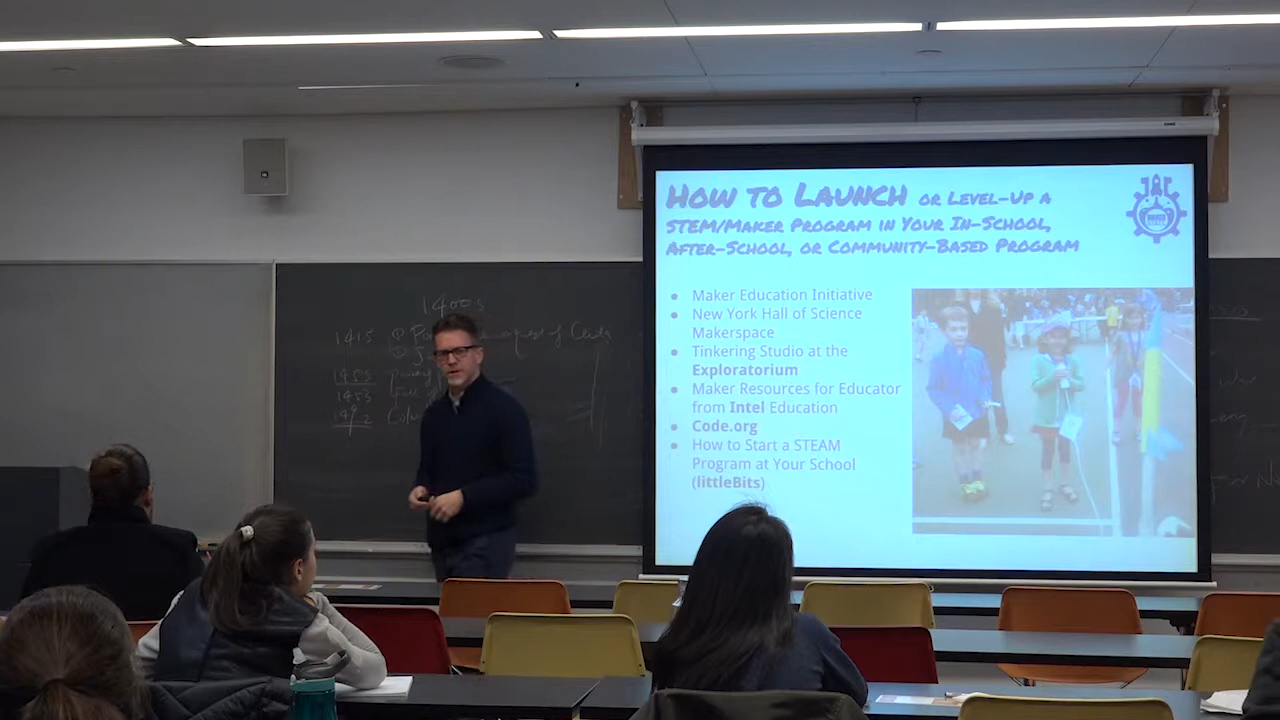 HOW TO LAUNCH OR LEVEL-UP A
STEM/MAKER PROGRAM IN YOUR IN-SCHOOL,
AFTER-SCHOOL, OR COMMUNITY-BASED PROGRAM
● Maker Education Initiative
● New York Hall of Science
Makerspace
● Tinkering Studio at the
Exploratorium
● Maker Resources for Educator
from Intel Education
● Code.org
● How to Start a STEAM
Program at Your School
(littleBits)
1400s
1415
1453